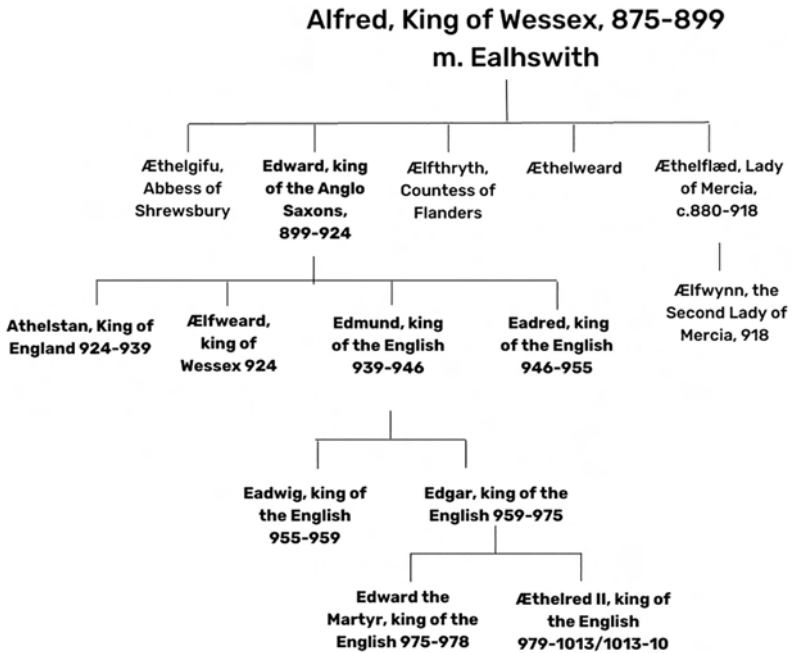 Alfred, King of Wessex, 875-899
m. Ealhswith
Æthelgifu,
Abbess of
Shrewsbury
Edward, king
of the Anglo
Saxons,
899-924
Ælfthryth,
Countess of
Flanders
Æthelweard
Æthelflæd, Lady
of Mercia,
c.880-918
Ælfwynn, the
Second Lady of
Mercia, 918
Athelstan, King of
England 924-939
Ælfweard,
king of
Wessex 924
Edmund, king
of the English
939-946
Eadred, king
of the English
946-955
Eadwig, king of
the English
955-959
Edgar, king of the
English 959-975
Edward the
Martyr, king of the
English 975-978
Æthelred II, king of
the English
979-1013/1013-10